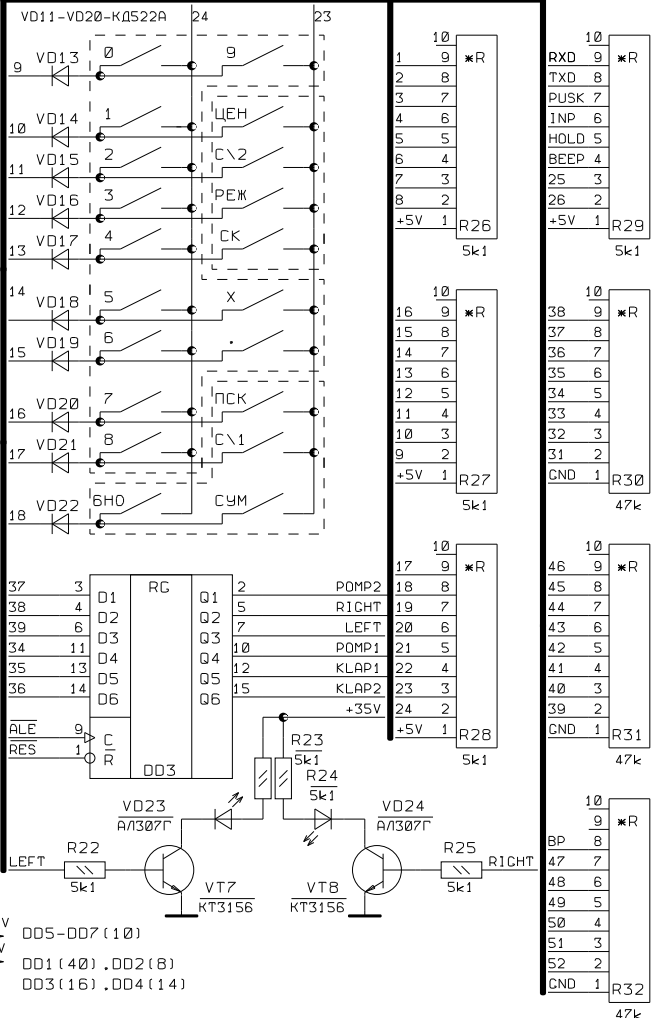 VD11-VD20-КД522А 24 23
9 VD13 0 9
10 VD14 1 ЦЕН
11 VD15 2 С\2
12 VD16 3 РЕЖ
13 VD17 4 СК
14 VD18 5 Х
15 VD19 6 .
16 VD20 7 ПСК
17 VD21 8 С\1
18 VD22 БНО СУМ
10
1 9 *R
2 8
3 7
4 6
5 5
6 4
7 3
8 2
+5V 1 R26
5k1
10
RXD 9 *R
TXD 8
PUSK 7
INP 6
HOLD 5
BEEP 4
25 3
26 2
+5V 1 R29
5k1
10
16 9 *R
15 8
14 7
13 6
12 5
11 4
10 3
9 2
+5V 1 R27
5k1
10
38 9 *R
37 8
36 7
35 6
34 5
33 4
32 3
31 2
GND 1 R30
47k
37 3 D1 RG Q1 2 POMP2
38 4 D2 Q2 5 RIGHT
39 6 D3 Q3 7 LEFT
34 11 D4 Q4 10 POMP1
35 13 D5 Q5 12 KLAP1
36 14 D6 Q6 15 KLAP2
+35V
ALE 9 C
RES 1 R
DD3
10
17 9 *R
18 8
19 7
20 6
21 5
22 4
23 3
24 2
+5V 1 R28
5k1
10
46 9 *R
45 8
44 7
43 6
42 5
41 4
40 3
39 2
GND 1 R31
47k
R23
5k1
R24
5k1
VD23
АЛ307Г
VD24
АЛ307Г
LEFT R22
5k1
R25 RIGHT
5k1
VT7
КТ3156
VT8
КТ3156
10
9 *R
BP 8
47 7
48 6
49 5
50 4
51 3
52 2
GND 1 R32
47k
V
DD5-DD7(10)
V
DD1(40).DD2(8)
DD3(16).DD4(14)